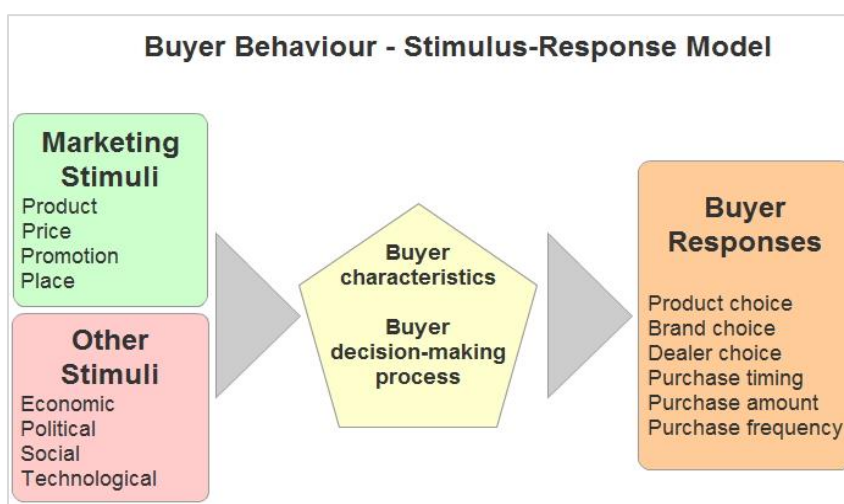 Buyer Behaviour - Stimulus-Response Model
Marketing
Stimuli
Product
Price
Promotion
Place
Other
Stimuli
Economic
Political
Social
Technological
Buyer
characteristics
Buyer
decision-making
process
Buyer
Responses
Product choice
Brand choice
Dealer choice
Purchase timing
Purchase amount
Purchase frequency